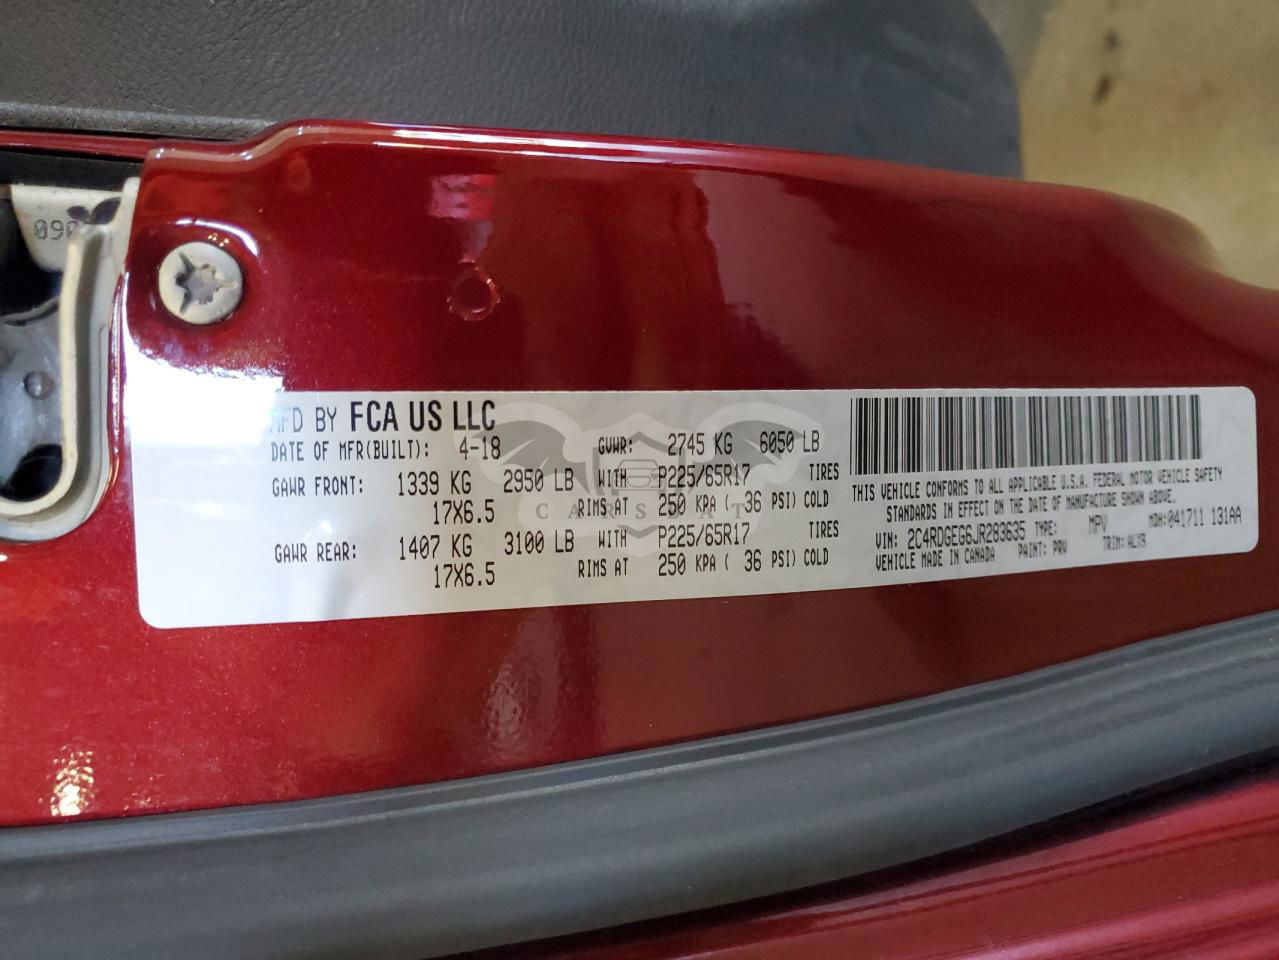 090
MFD BY FCA US LLC
DATE OF MFR(BUILT): 4-18 GVWR: 2745 KG 6050 LB
GAWR FRONT: 1339 KG 2950 LB WITH P225/65R17 TIRES
17X6.5 RIMS AT 250 KPA ( 36 PSI) COLD
GAWR REAR: 1407 KG 3100 LB WITH P225/65R17 TIRES
17X6.5 RIMS AT 250 KPA ( 36 PSI) COLD
THIS VEHICLE CONFORMS TO ALL APPLICABLE U.S.A. FEDERAL MOTOR VEHICLE SAFETY
STANDARDS IN EFFECT ON THE DATE OF MANUFACTURE SHOWN ABOVE.
VIN: 2C4RDGEG6JR283635 TYPE: MPV MDH:041711 131AA
VEHICLE MADE IN CANADA PAINT: PRV TRIM:ALX9